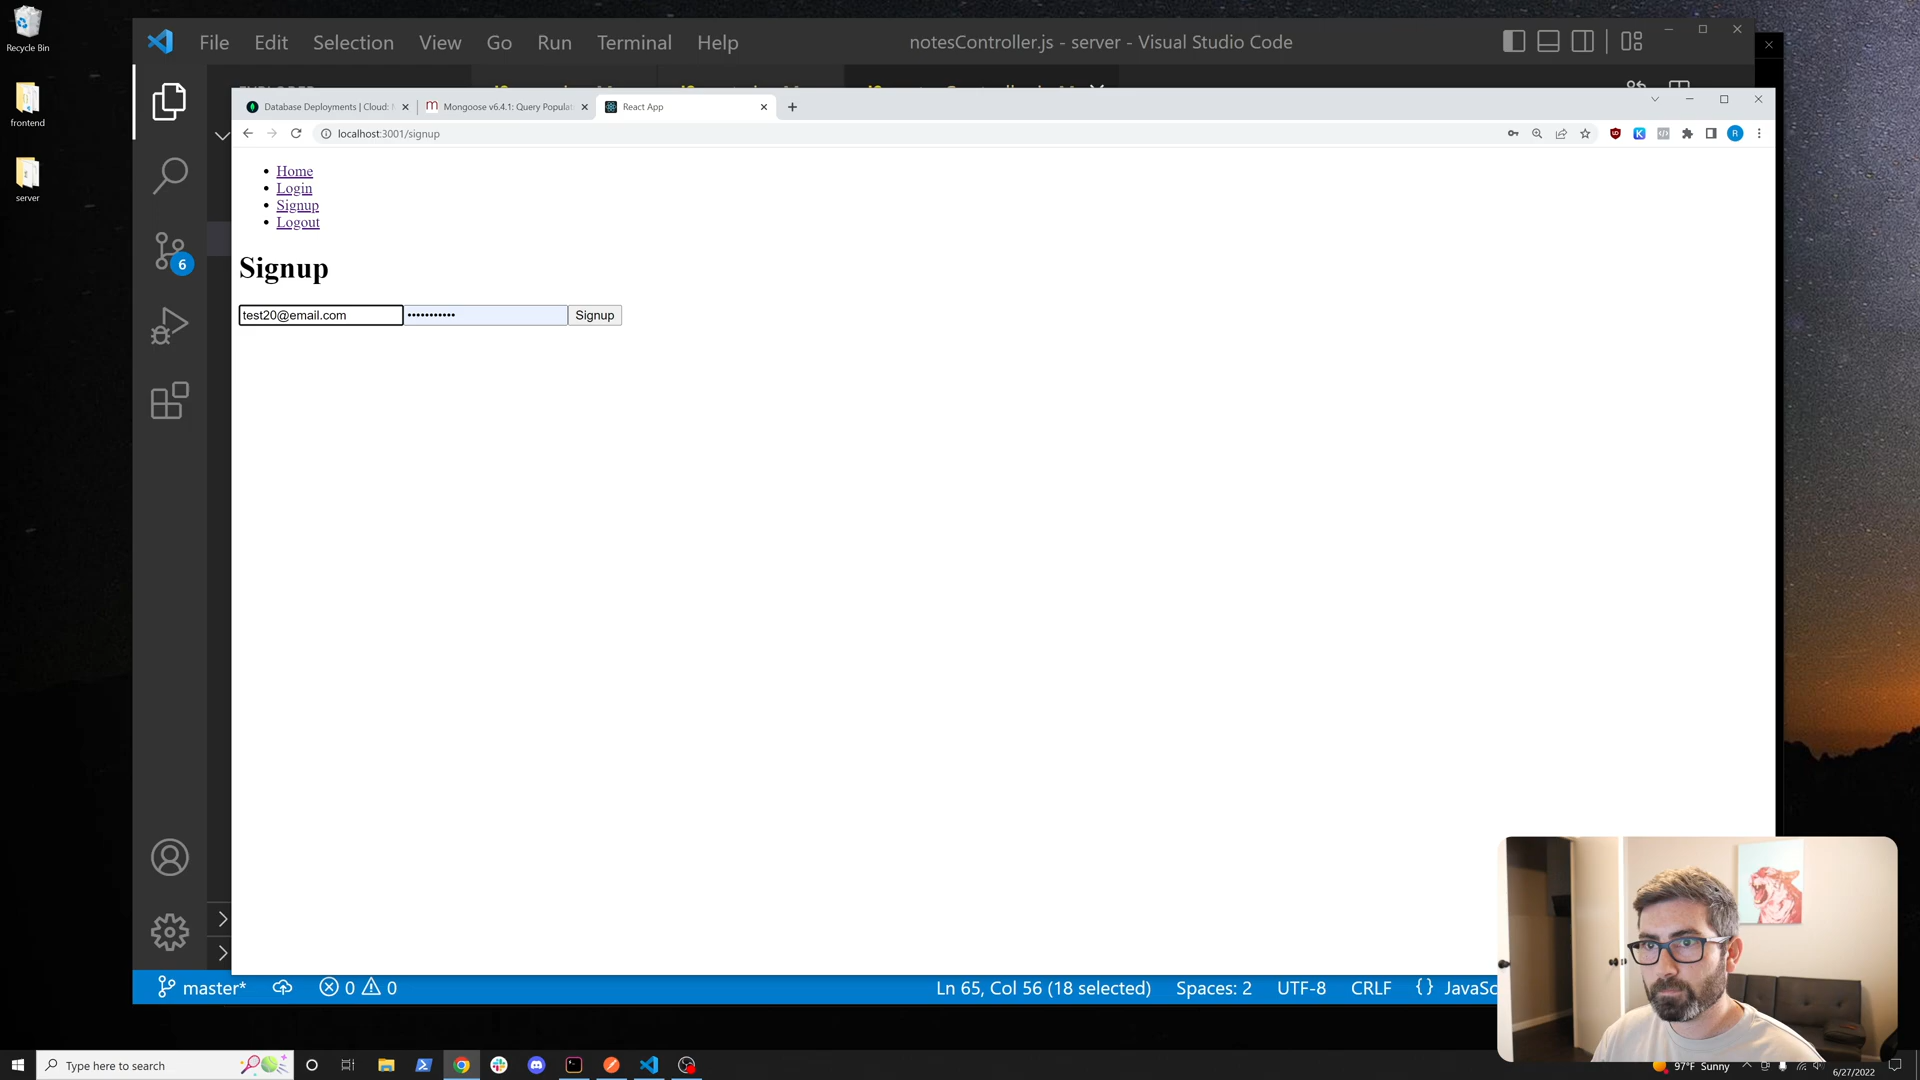 Recycle Bin
frontend
server
File Edit Selection View Go Run Terminal Help
notesController.js - server - Visual Studio Code
Database Deployments | Cloud:
Mongoose v6.4.1: Query Popula
React App
localhost:3001/signup
R
Home
Login
Signup
Logout
Signup
test20@email.com
•••••••••••
Signup
6
master*
0 0
Ln 65, Col 56 (18 selected)
Spaces: 2
UTF-8
CRLF
{ } JavaSc
Type here to search
97°F Sunny
6/27/2022